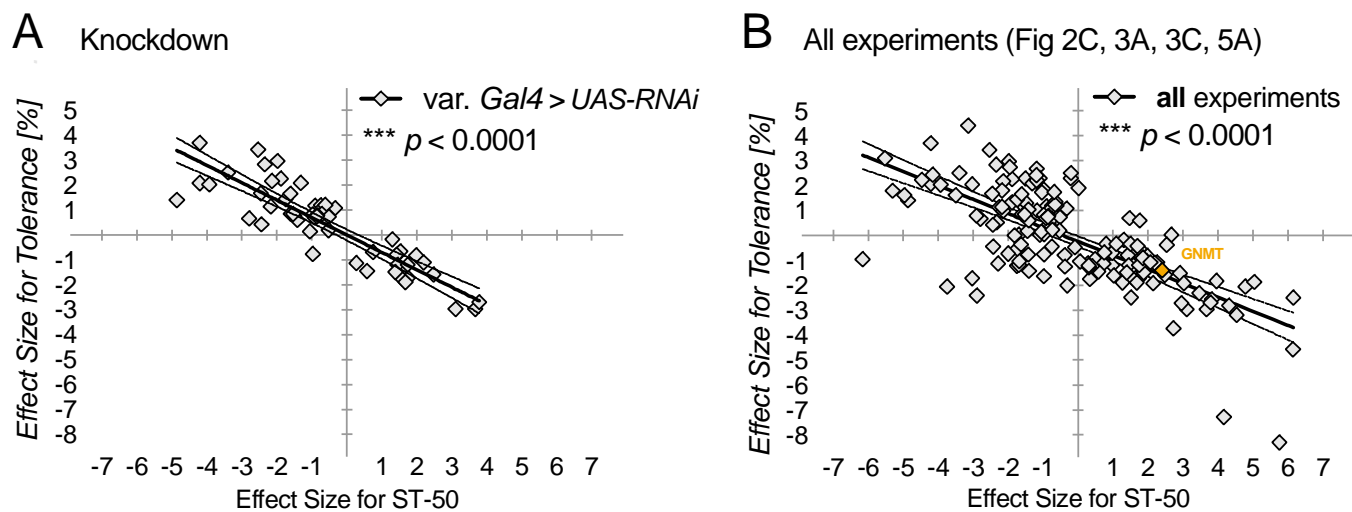 A Knockdown
var. Gal4 > UAS-RNAi
*** p < 0.0001
Effect Size for Tolerance [%]
5
4
3
2
1
-1
-2
-3
-4
-5
-6
-7
-8
-7 -6 -5 -4 -3 -2 -1 1 2 3 4 5 6 7
Effect Size for ST-50
B All experiments (Fig 2C, 3A, 3C, 5A)
all experiments
*** p < 0.0001
GNMT
Effect Size for Tolerance [%]
5
4
3
2
1
-1
-2
-3
-4
-5
-6
-7
-8
-7 -6 -5 -4 -3 -2 -1 1 2 3 4 5 6 7
Effect Size for ST-50